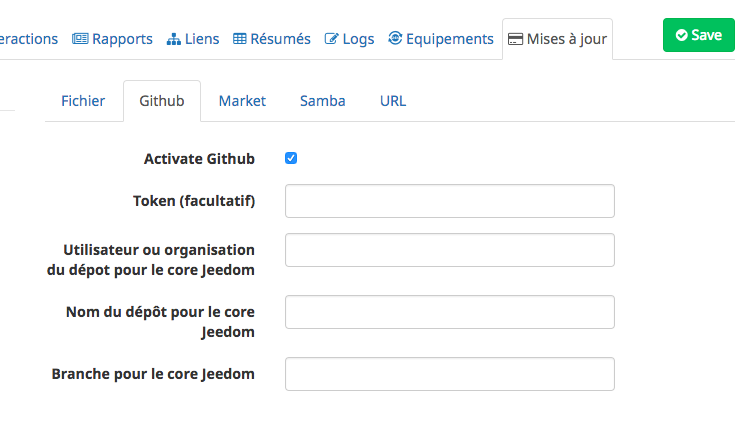 eractions Rapports Liens Résumés Logs Equipements Mises à jour Save
Fichier Github Market Samba URL
Activate Github
Token (facultatif)
Utilisateur ou organisation
du dépot pour le core Jeedom
Nom du dépôt pour le core
Jeedom
Branche pour le core Jeedom